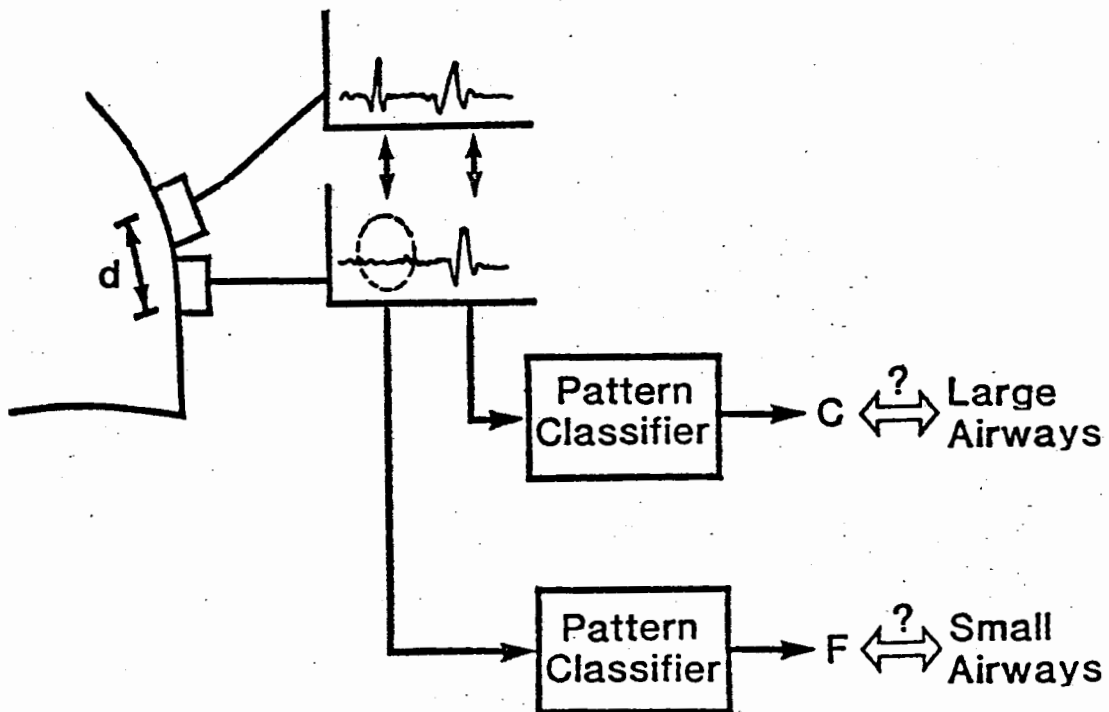 d
Pattern
Classifier
C
?
Large
Airways
Pattern
Classifier
F
?
Small
Airways